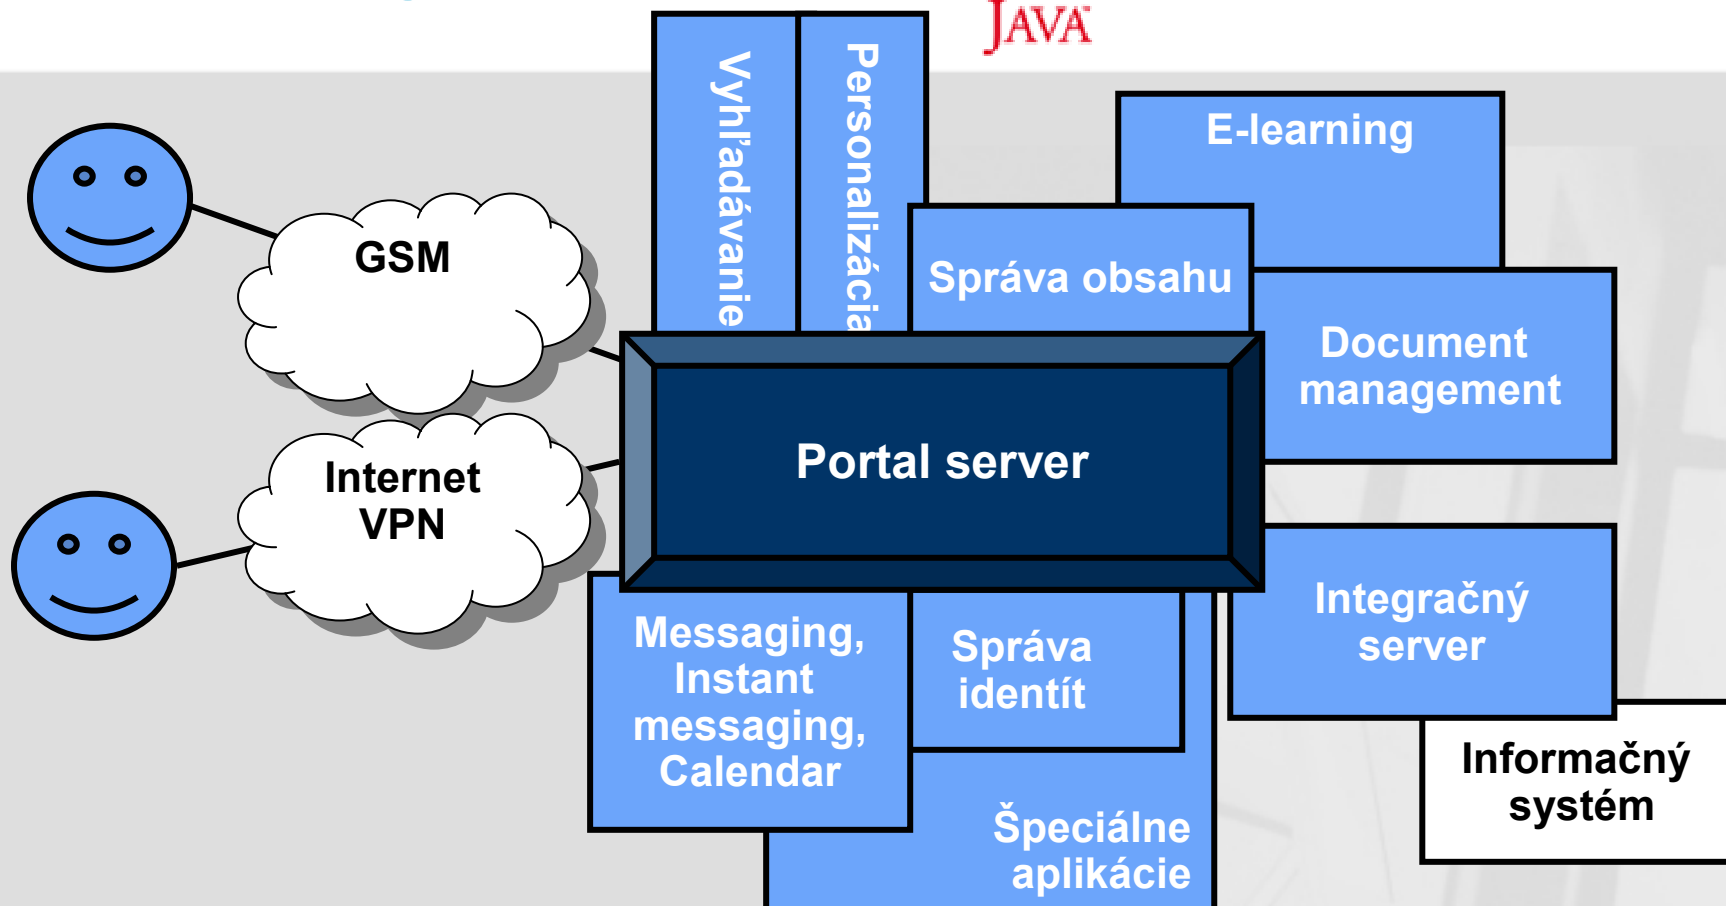 JAVA
Vyhľadávanie
Personalizácia
E-learning
GSM
Správa obsahu
Document
management
Portal server
Internet
VPN
Integračný
server
Messaging,
Instant
messaging,
Calendar
Správa
identít
Informačný
systém
Špeciálne
aplikácie